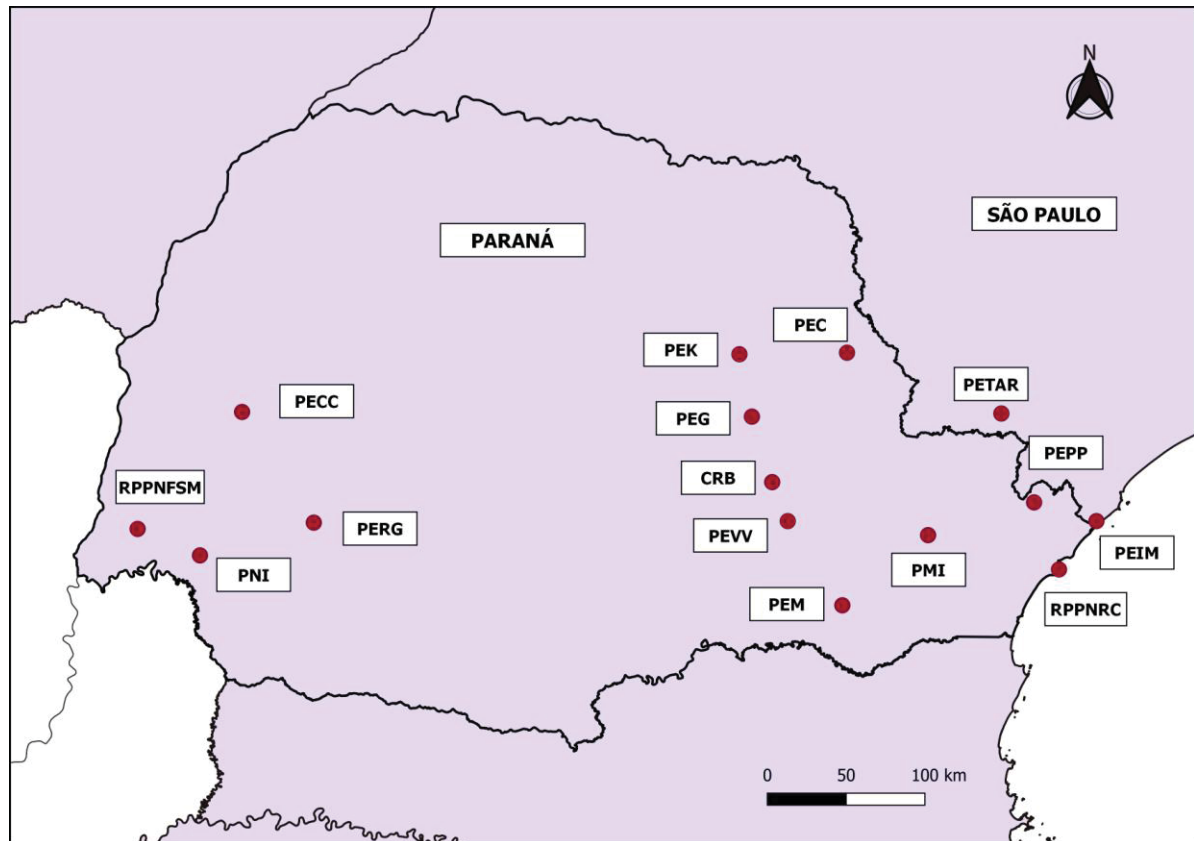 N
SÃO PAULO
PARANÁ
PEC
PEK
PETAR
PECC
PEG
PEPP
CRB
RPPNFSM
PERG
PEVV
PEIM
PNI
PMI
PEM
RPPNRC
0 50 100 km